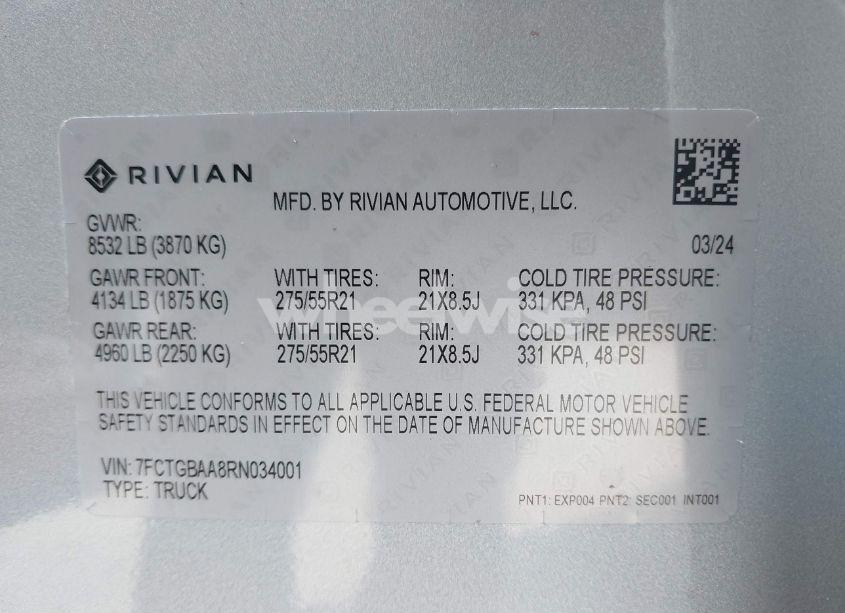 RIVIAN
MFD. BY RIVIAN AUTOMOTIVE, LLC.
GVWR:
8532 LB (3870 KG) 03/24
GAWR FRONT: WITH TIRES: RIM: COLD TIRE PRESSURE:
4134 LB (1875 KG) 275/55R21 21X8.5J 331 KPA, 48 PSI
GAWR REAR: WITH TIRES: RIM: COLD TIRE PRESSURE:
4960 LB (2250 KG) 275/55R21 21X8.5J 331 KPA, 48 PSI
wheelwise
THIS VEHICLE CONFORMS TO ALL APPLICABLE U.S. FEDERAL MOTOR VEHICLE
SAFETY STANDARDS IN EFFECT ON THE DATE OF MANUFACTURE SHOWN ABOVE.
VIN: 7FCTGBAA8RN034001
TYPE: TRUCK
PNT1: EXP004 PNT2: SEC001 INT001